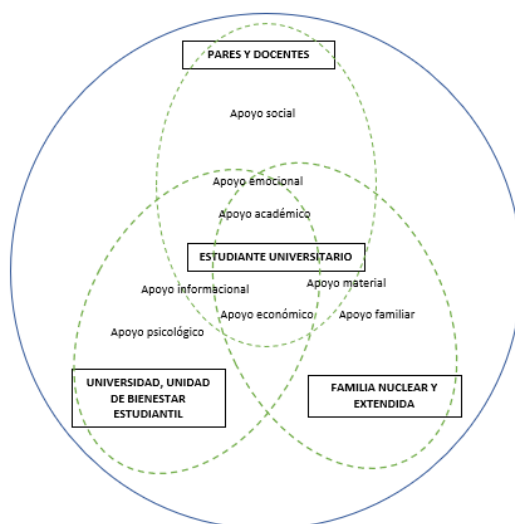 PARES Y DOCENTES
Apoyo social
Apoyo emocional
Apoyo académico
ESTUDIANTE UNIVERSITARIO
Apoyo informacional
Apoyo material
Apoyo económico
Apoyo familiar
Apoyo psicológico
UNIVERSIDAD, UNIDAD
DE BIENESTAR
ESTUDIANTIL
FAMILIA NUCLEAR Y
EXTENDIDA